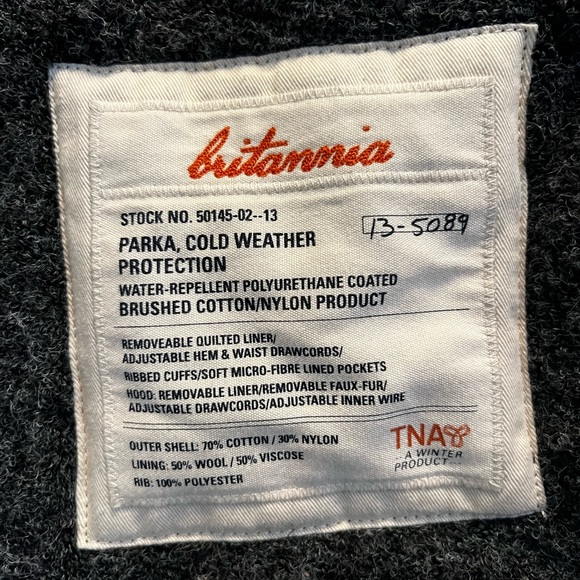 britannia
STOCK NO. 50145-02--13
13-5089
PARKA, COLD WEATHER
PROTECTION
WATER-REPELLENT POLYURETHANE COATED
BRUSHED COTTON/NYLON PRODUCT
REMOVEABLE QUILTED LINER/
ADJUSTABLE HEM & WAIST DRAWCORDS/
RIBBED CUFFS/SOFT MICRO-FIBRE LINED POCKETS
HOOD: REMOVABLE LINER/REMOVABLE FAUX-FUR/
ADJUSTABLE DRAWCORDS/ADJUSTABLE INNER WIRE
OUTER SHELL: 70% COTTON / 30% NYLON
LINING: 50% WOOL / 50% VISCOSE
RIB: 100% POLYESTER
TNA
--A WINTER
PRODUCT---